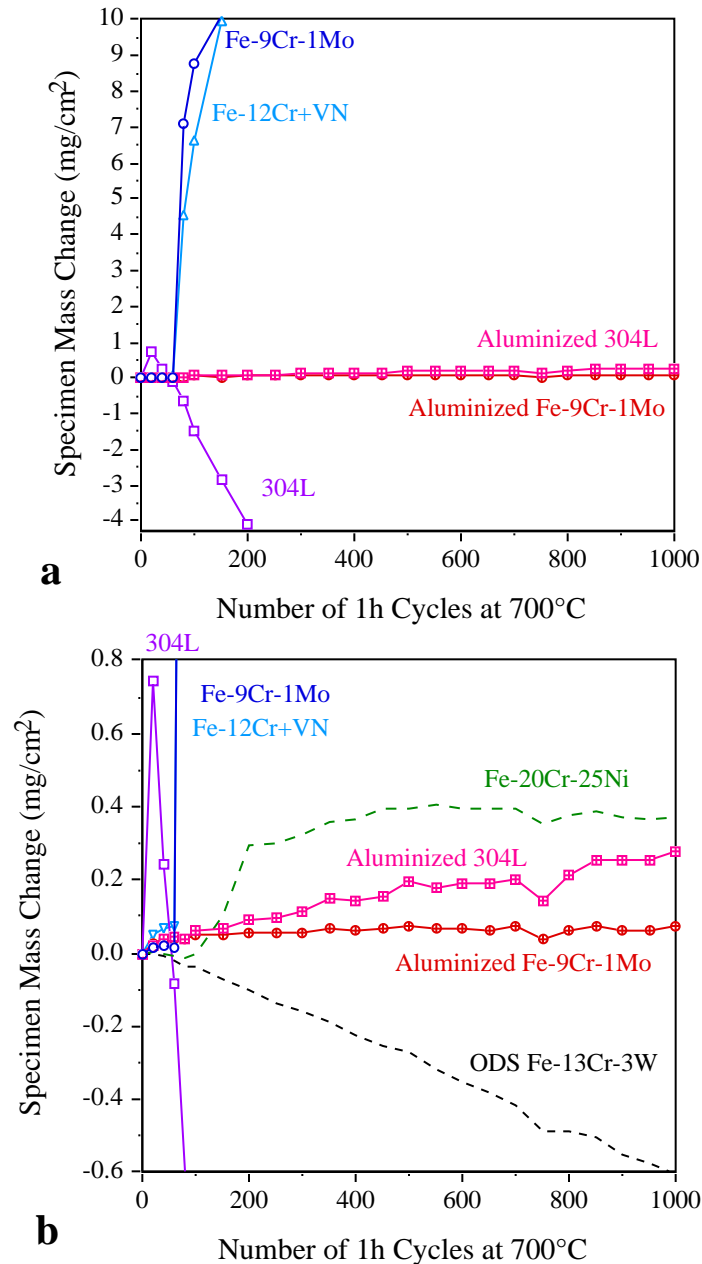 10
9
8
7
6
5
4
3
2
1
0
-1
-2
-3
-4
Specimen Mass Change (mg/cm²)
Fe-9Cr-1Mo
Fe-12Cr+VN
Aluminized 304L
Aluminized Fe-9Cr-1Mo
304L
0 200 400 600 800 1000
a
Number of 1h Cycles at 700°C
304L
0.8
0.6
0.4
0.2
0.0
-0.2
-0.4
-0.6
Specimen Mass Change (mg/cm²)
Fe-9Cr-1Mo
Fe-12Cr+VN
Fe-20Cr-25Ni
Aluminized 304L
Aluminized Fe-9Cr-1Mo
ODS Fe-13Cr-3W
0 200 400 600 800 1000
b
Number of 1h Cycles at 700°C